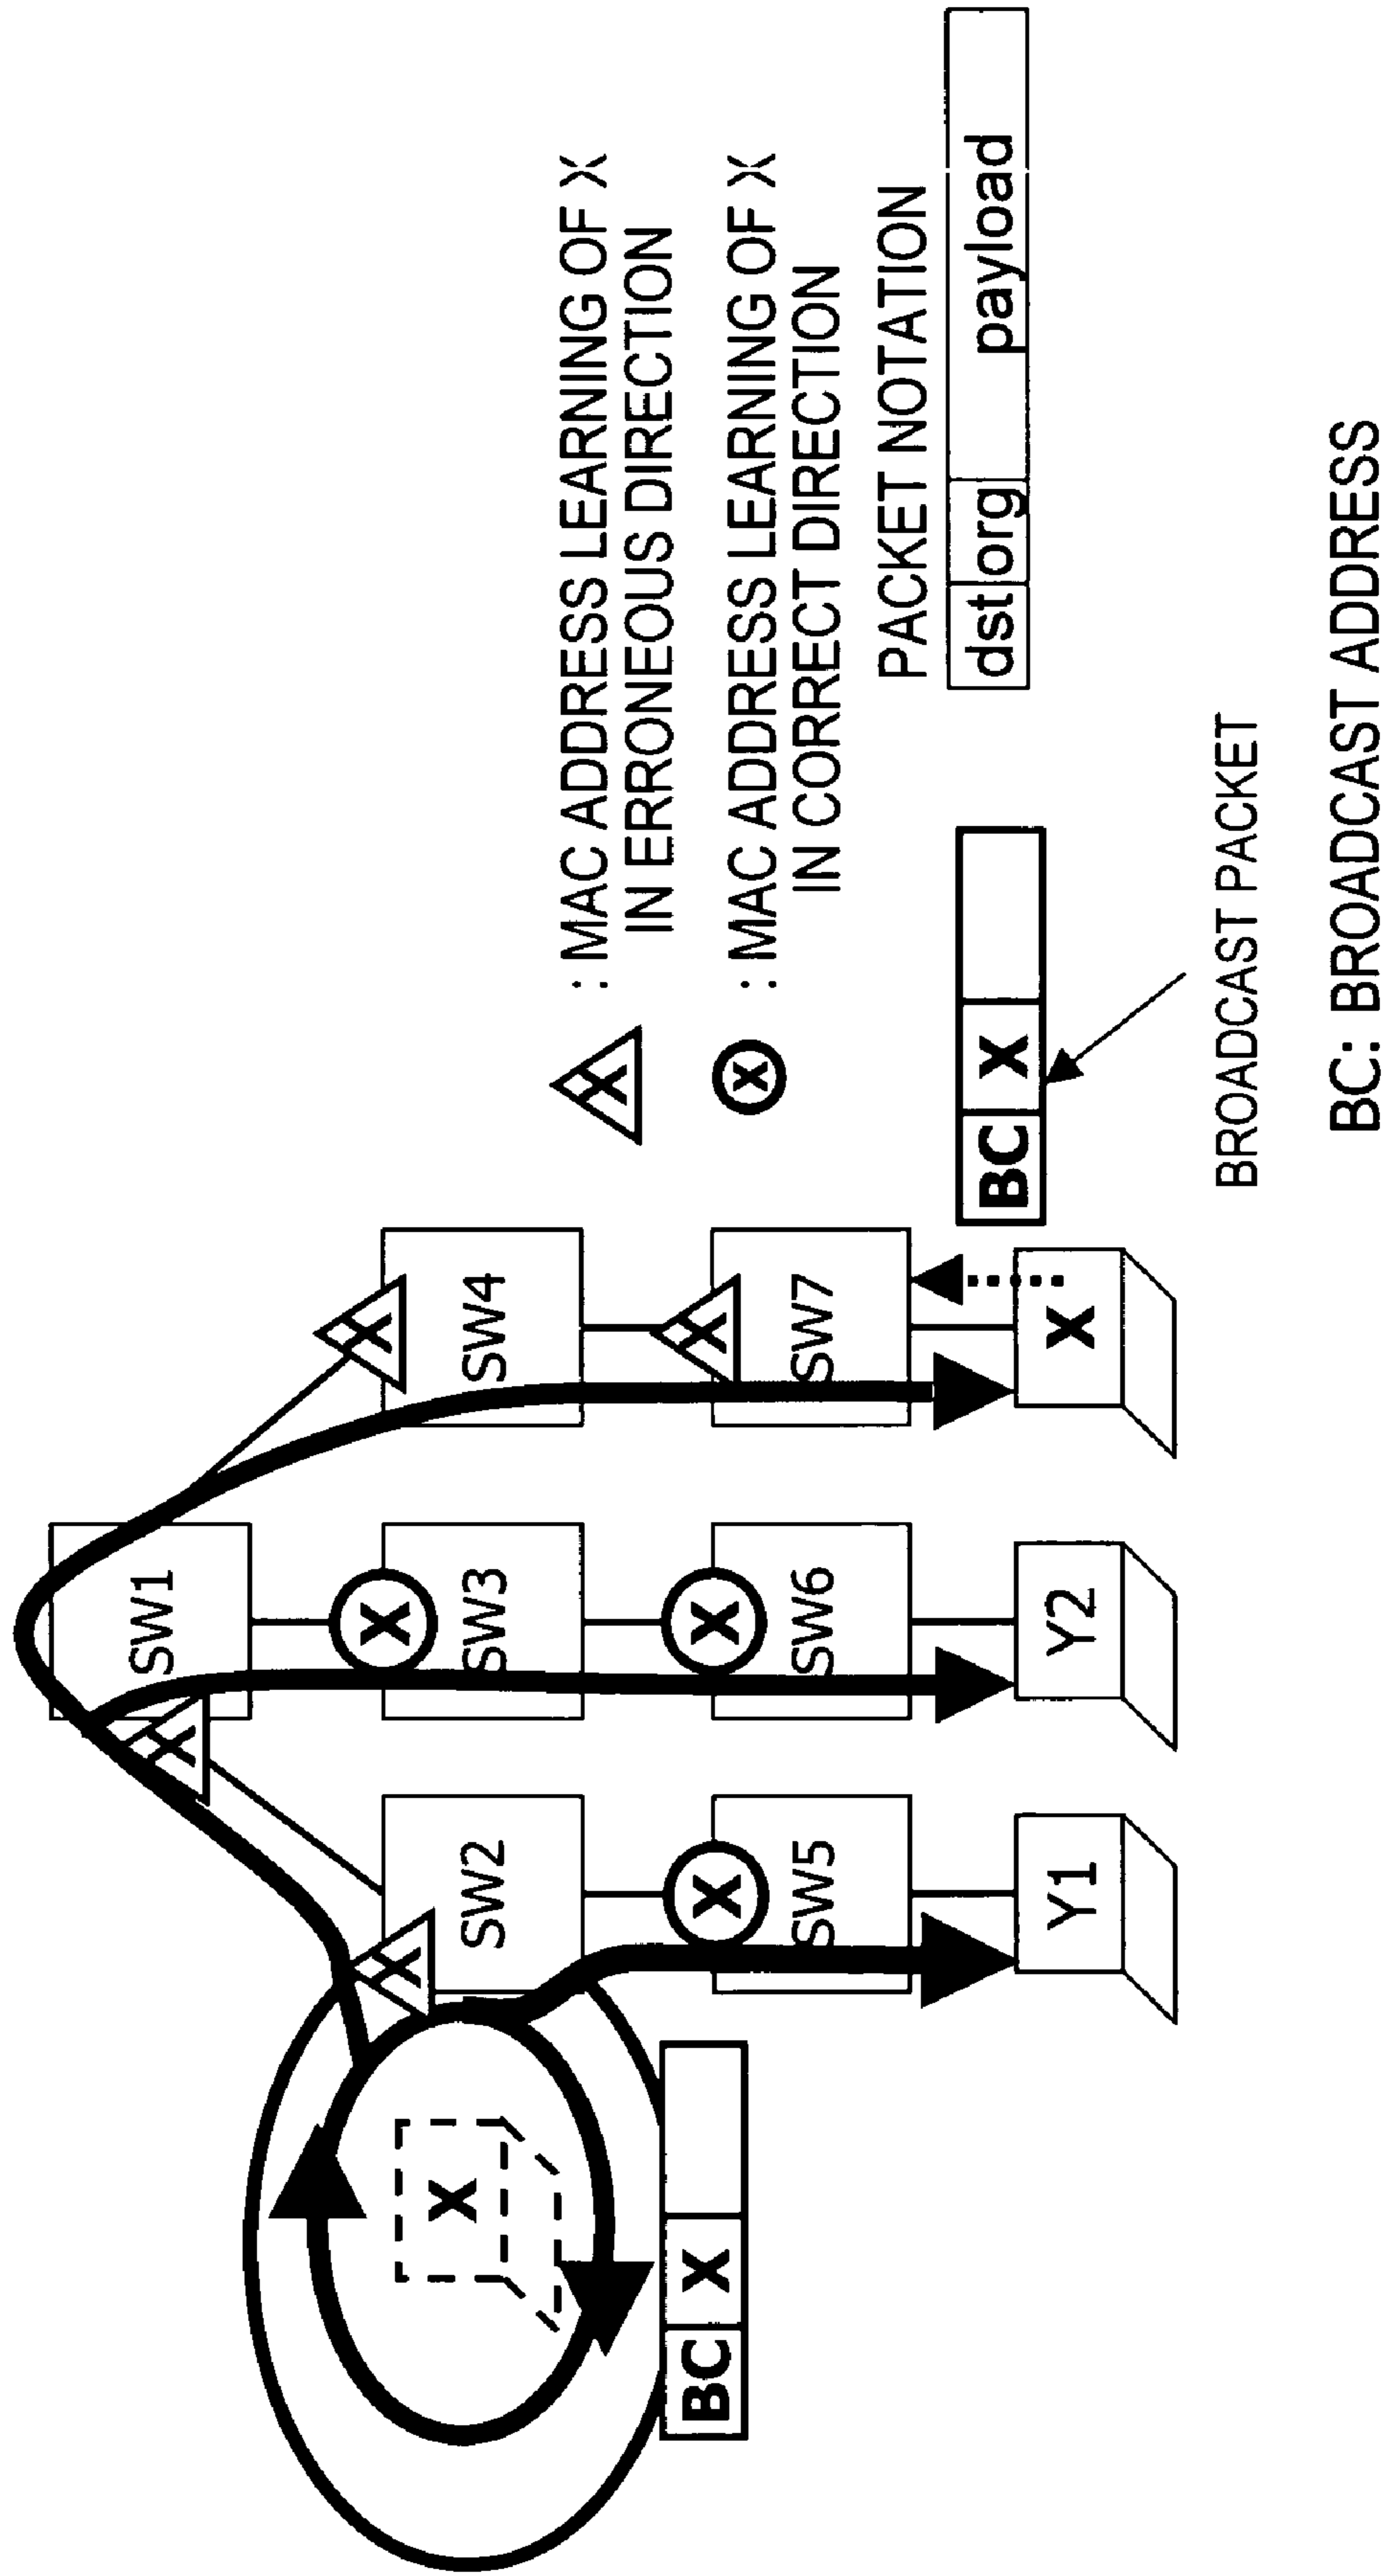 SW1
SW2
SW3
SW4
SW5
SW6
SW7
X
X
X
X
X
X
X
X
Y1
Y2
X
BC X
BC X
BROADCAST PACKET
X : MAC ADDRESS LEARNING OF X
IN ERRONEOUS DIRECTION
X : MAC ADDRESS LEARNING OF X
IN CORRECT DIRECTION
PACKET NOTATION
dst org payload
BC: BROADCAST ADDRESS